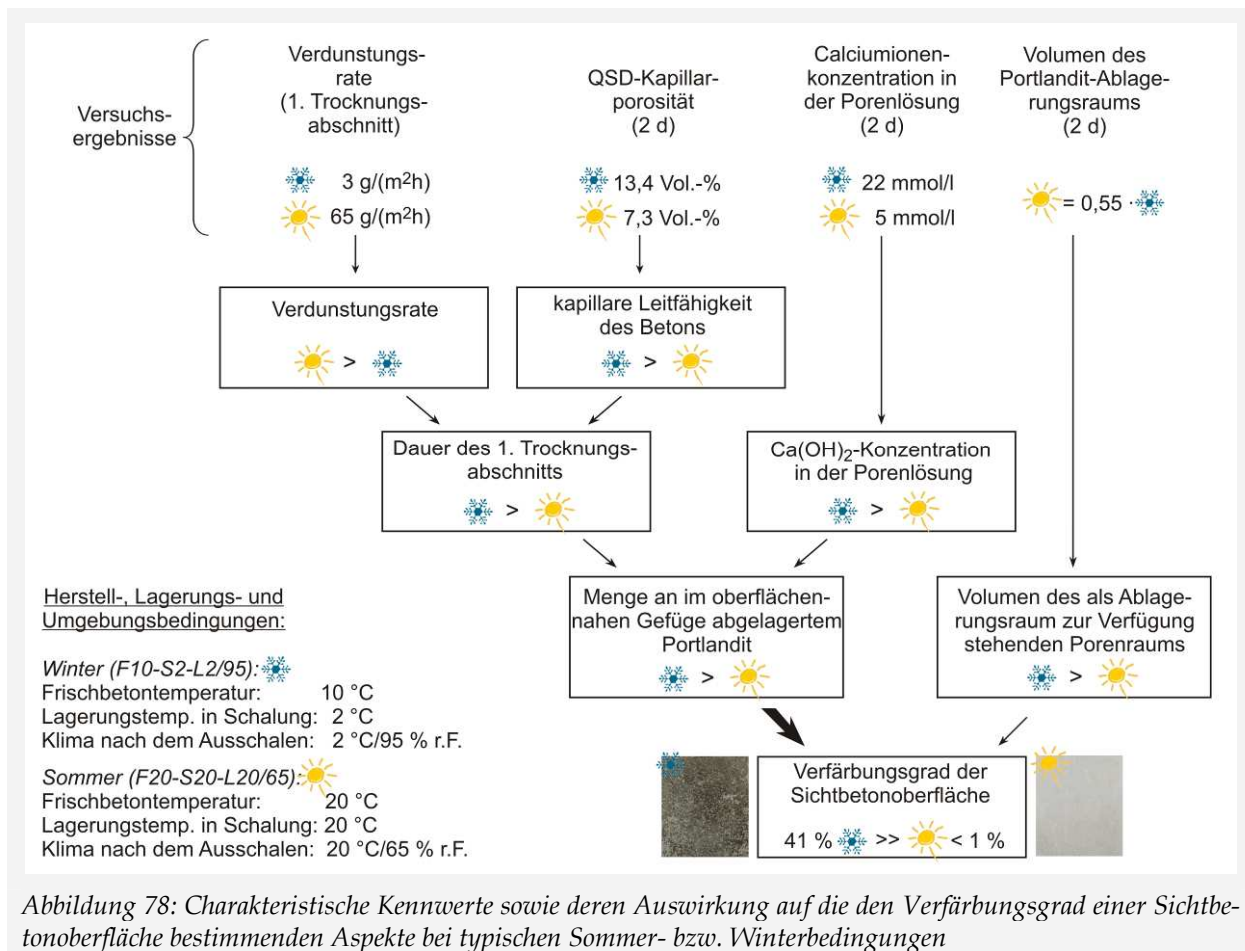 Versuchs-
ergebnisse
Verdunstungs-
rate
(1. Trocknungs-
abschnitt)
3 g/(m²h)
65 g/(m²h)
QSD-Kapillar-
porosität
(2 d)
13,4 Vol.-%
7,3 Vol.-%
Calciumionen-
konzentration in
der Porenlösung
(2 d)
22 mmol/l
5 mmol/l
Volumen des
Portlandit-Ablage-
rungsraums
(2 d)
= 0,55 ·
Verdunstungsrate
>
kapillare Leitfähigkeit
des Betons
>
Dauer des 1. Trocknungs-
abschnitts
>
Ca(OH)₂-Konzentration
in der Porenlösung
>
Menge an im oberflächen-
nahen Gefüge abgelagertem
Portlandit
>
Volumen des als Ablage-
rungsraum zur Verfügung
stehenden Porenraums
>
Verfärbungsgrad der
Sichtbetonoberfläche
41 % >> < 1 %
Herstell-, Lagerungs- und
Umgebungsbedingungen:
Winter (F10-S2-L2/95):
Frischbetontemperatur: 10 °C
Lagerungstemp. in Schalung: 2 °C
Klima nach dem Ausschalen: 2 °C/95 % r.F.
Sommer (F20-S20-L20/65):
Frischbetontemperatur: 20 °C
Lagerungstemp. in Schalung: 20 °C
Klima nach dem Ausschalen: 20 °C/65 % r.F.
Abbildung 78: Charakteristische Kennwerte sowie deren Auswirkung auf die den Verfärbungsgrad einer Sichtbe-
tonoberfläche bestimmenden Aspekte bei typischen Sommer- bzw. Winterbedingungen